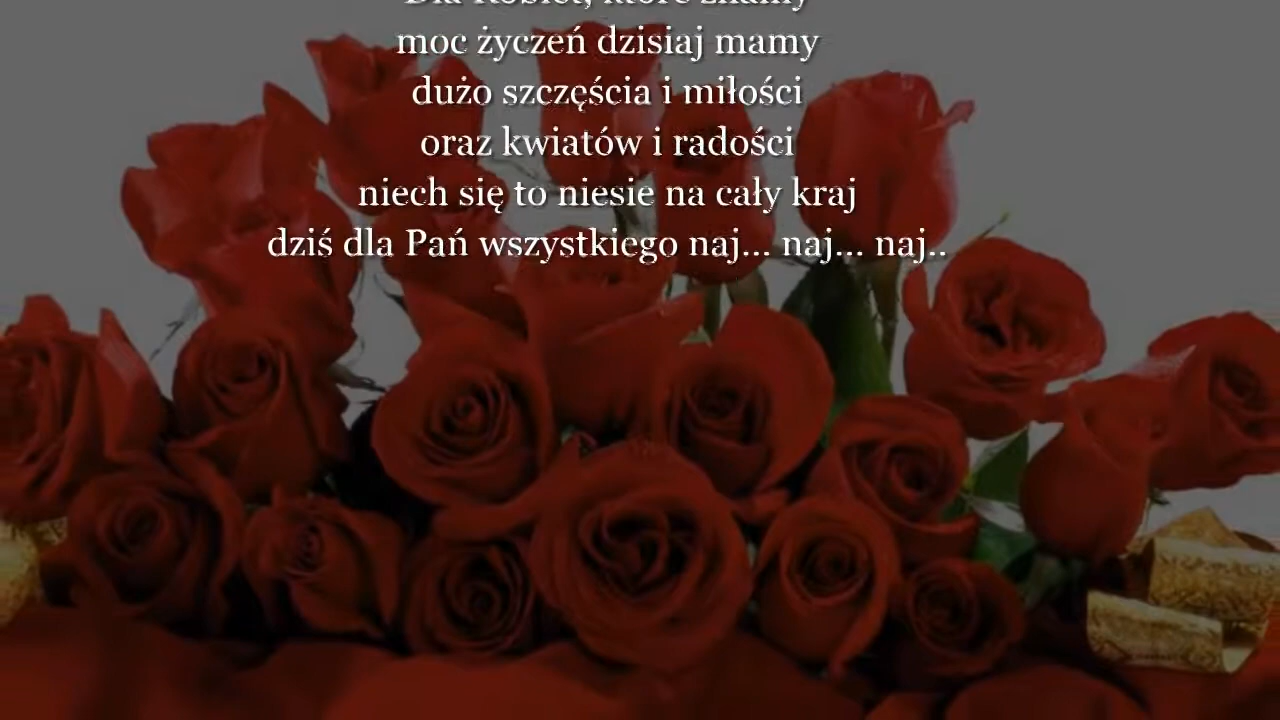 Dla Kobiet, które znamy
moc życzeń dzisiaj mamy
dużo szczęścia i miłości
oraz kwiatów i radości
niech się to niesie na cały kraj
dziś dla Pań wszystkiego naj... naj... naj..